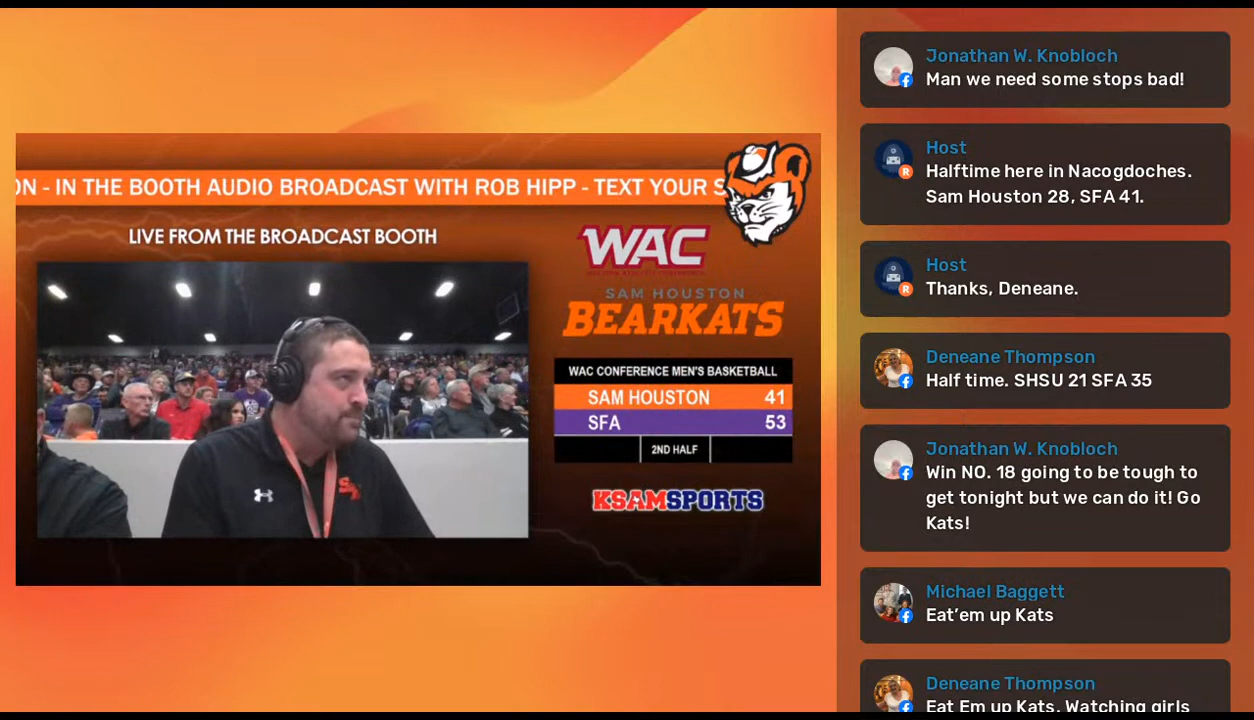 ON - IN THE BOOTH AUDIO BROADCAST WITH ROB HIPP - TEXT YOUR S
LIVE FROM THE BROADCAST BOOTH
WAC
SAM HOUSTON
BEARKATS
WAC CONFERENCE MEN'S BASKETBALL
SAM HOUSTON 41
SFA 53
2ND HALF
KSAMSPORTS
Jonathan W. Knobloch
Man we need some stops bad!
Host
Halftime here in Nacogdoches.
Sam Houston 28, SFA 41.
Host
Thanks, Deneane.
Deneane Thompson
Half time. SHSU 21 SFA 35
Jonathan W. Knobloch
Win NO. 18 going to be tough to
get tonight but we can do it! Go
Kats!
Michael Baggett
Eat’em up Kats
Deneane Thompson
Eat Em up Kats. Watching girls